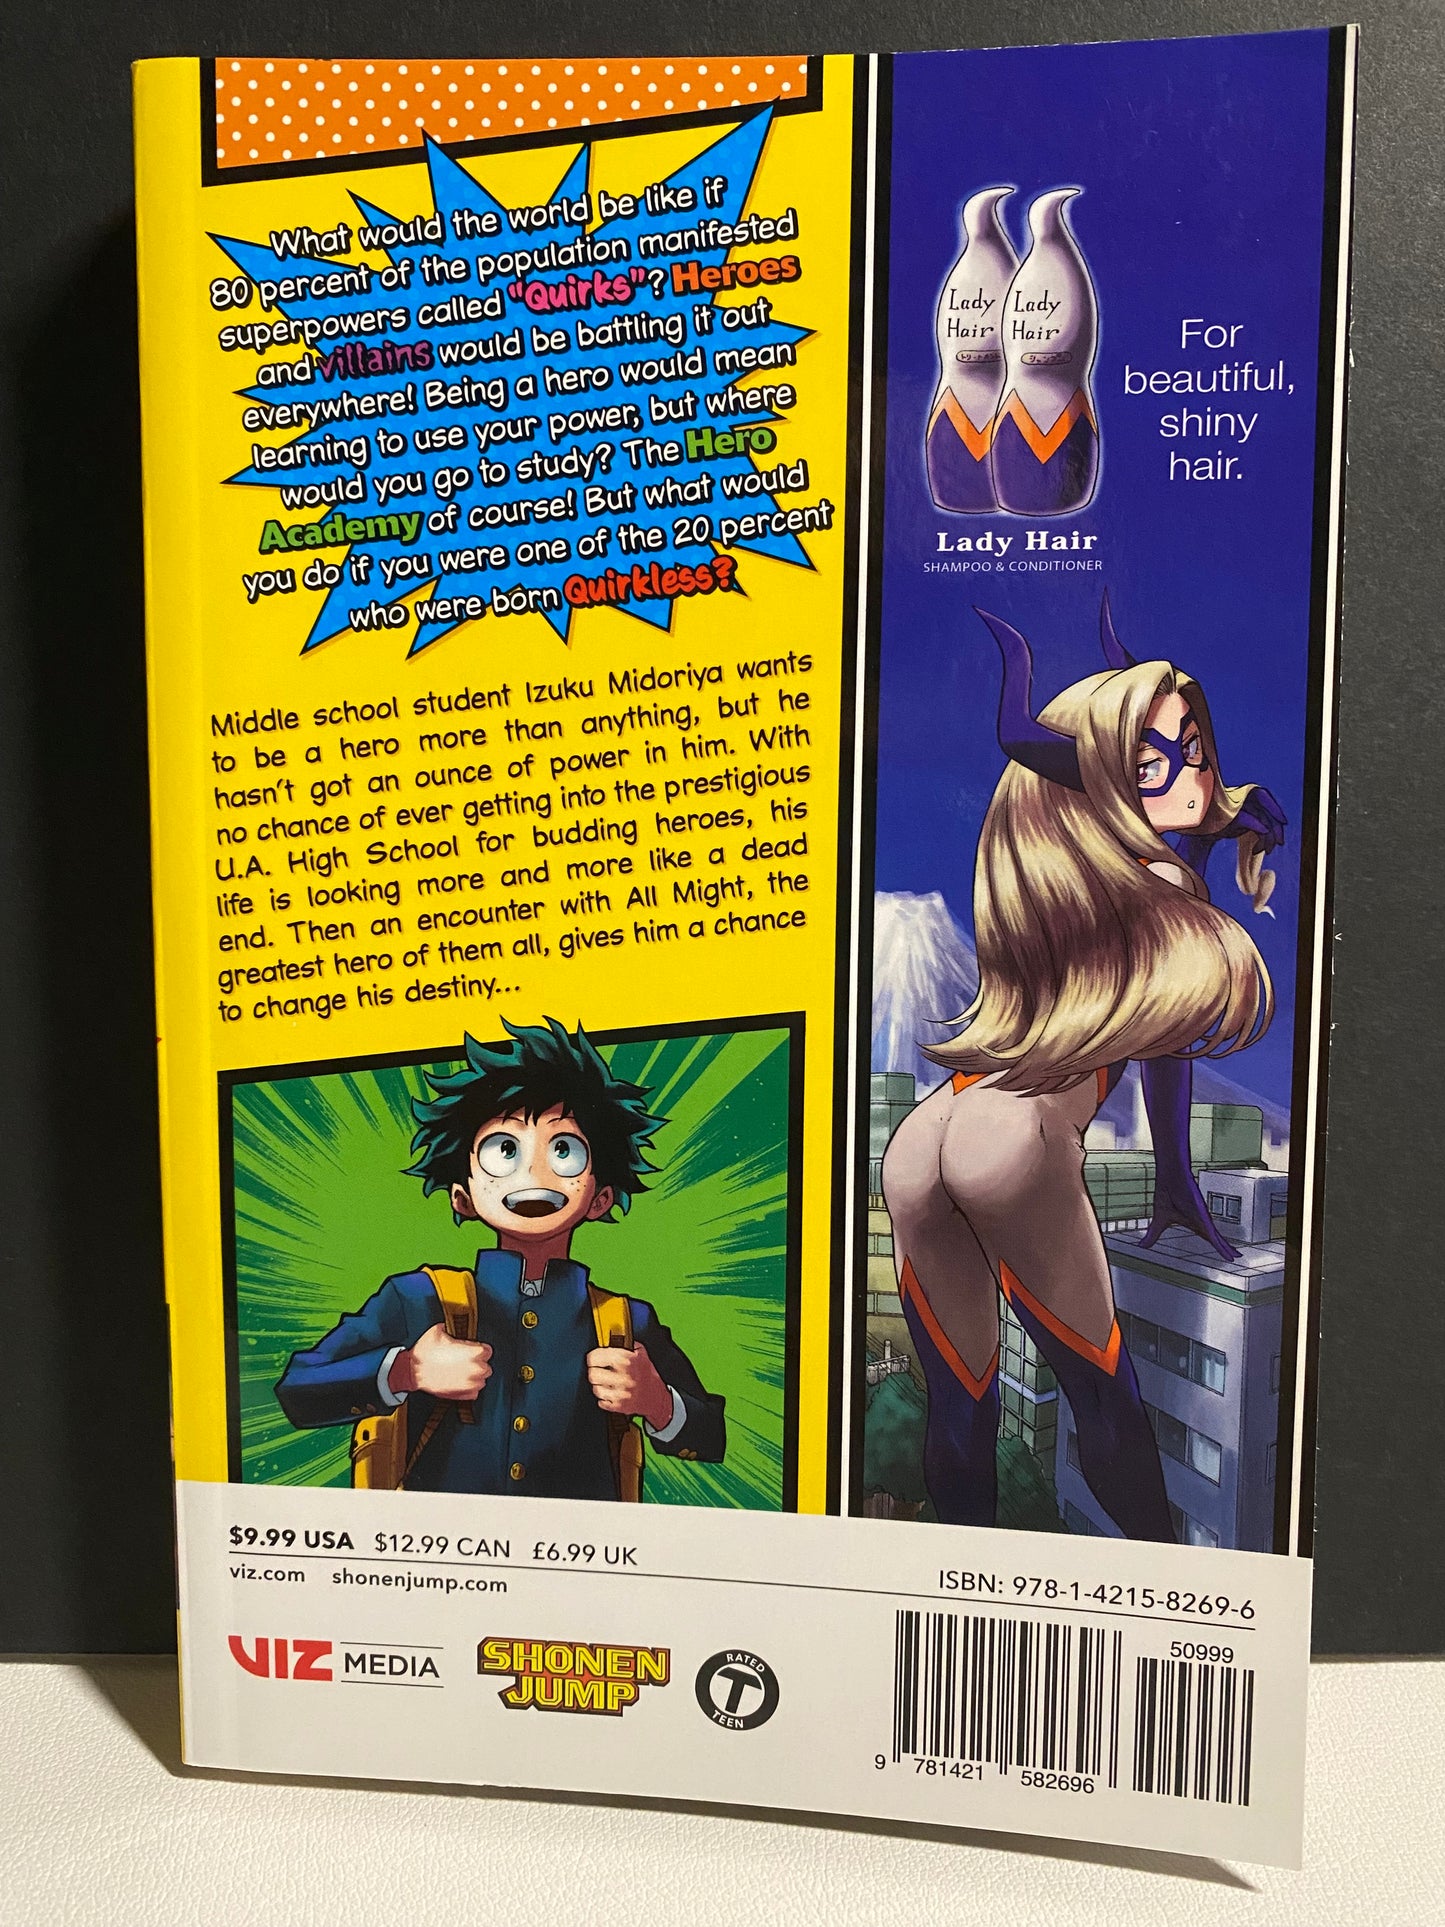 What would the world be like if
80 percent of the population manifested
superpowers called "Quirks"? Heroes
and villains would be battling it out
everywhere! Being a hero would mean
learning to use your power, but where
would you go to study? The Hero
Academy of course! But what would
you do if you were one of the 20 percent
who were born Quirkless?
Middle school student Izuku Midoriya wants
to be a hero more than anything, but he
hasn't got an ounce of power in him. With
no chance of ever getting into the prestigious
U.A. High School for budding heroes, his
life is looking more and more like a dead
end. Then an encounter with All Might, the
greatest hero of them all, gives him a chance
to change his destiny...
Lady
Hair
Lady
Hair
For
beautiful,
shiny
hair.
Lady Hair
SHAMPOO & CONDITIONER
$9.99 USA $12.99 CAN £6.99 UK
viz.com shonenjump.com
VIZ MEDIA
SHONEN
JUMP
RATED
T
TEEN
ISBN: 978-1-4215-8269-6
50999
9 781421 582696